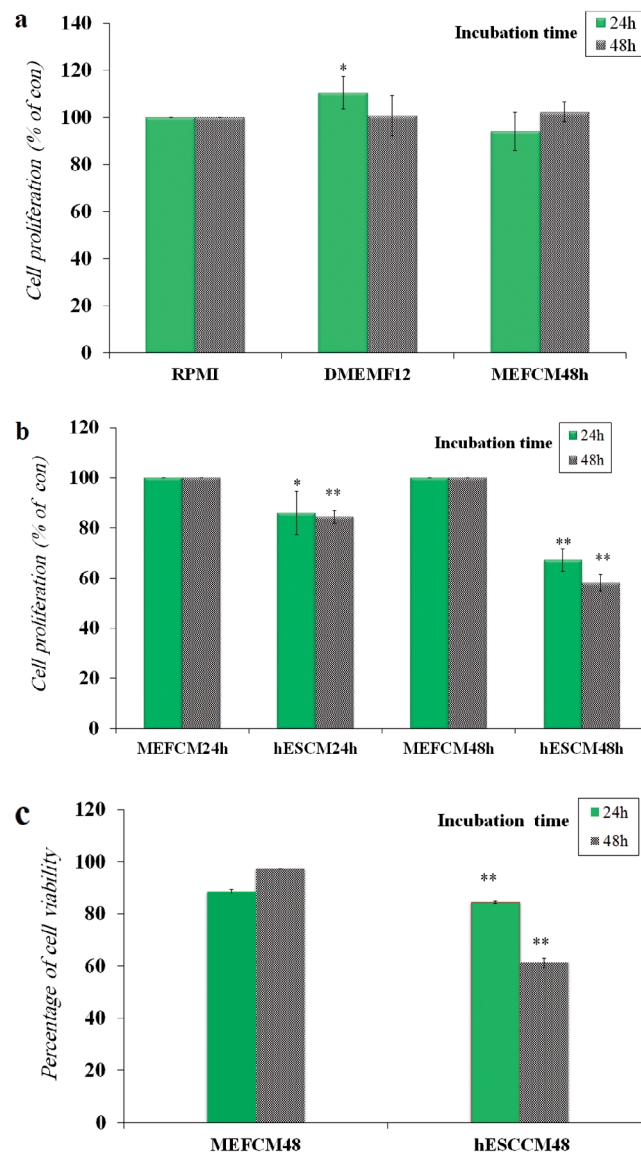 a
Cell proliferation (% of con)
140
120
100
80
60
40
20
0
Incubation time
24h
48h
*
RPMI
DMEMF12
MEFCM48h
b
Cell proliferation (% of con)
120
100
80
60
40
20
0
Incubation time
24h
48h
*
**
**
**
MEFCM24h
hESCM24h
MEFCM48h
hESCM48h
c
Percentage of cell viability
120
100
80
60
40
20
0
Incubation time
24h
48h
**
**
MEFCM48
hESCCM48